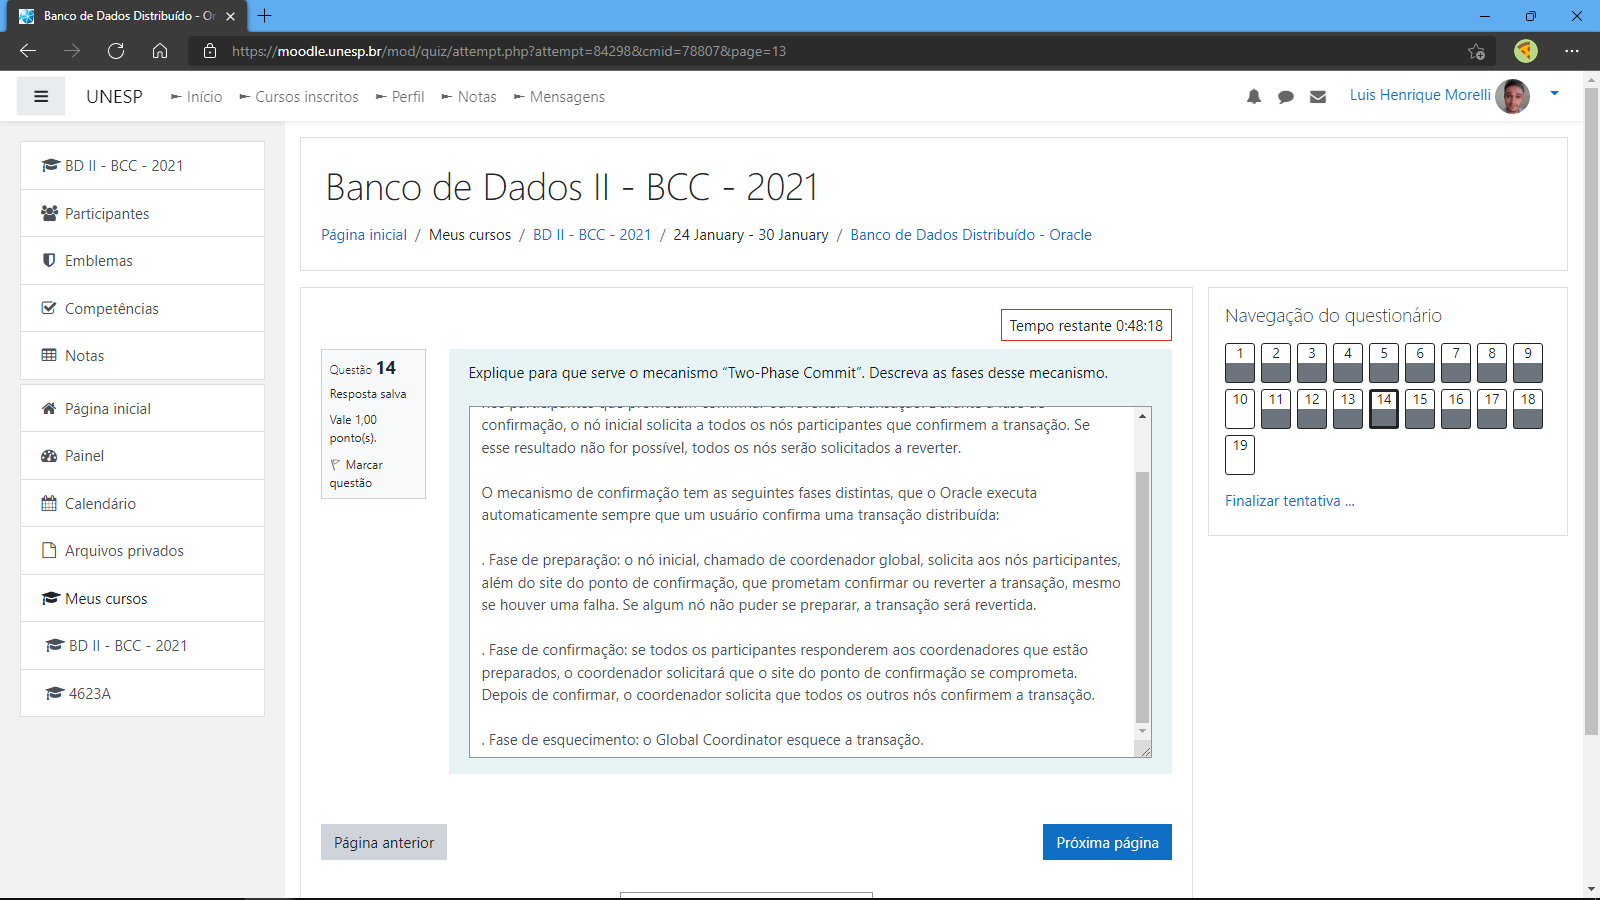 Banco de Dados Distribuído - Or
https://moodle.unesp.br/mod/quiz/attempt.php?attempt=84298&cmid=78807&page=13
UNESP
Início
Cursos inscritos
Perfil
Notas
Mensagens
Luis Henrique Morelli
BD II - BCC - 2021
Participantes
Emblemas
Competências
Notas
Página inicial
Painel
Calendário
Arquivos privados
Meus cursos
BD II - BCC - 2021
4623A
Banco de Dados II - BCC - 2021
Página inicial / Meus cursos / BD II - BCC - 2021 / 24 January - 30 January / Banco de Dados Distribuído - Oracle
Tempo restante 0:48:18
Questão 14
Resposta salva
Vale 1,00
ponto(s).
Marcar
questão
Explique para que serve o mecanismo “Two-Phase Commit”. Descreva as fases desse mecanismo.
confirmação, o nó inicial solicita a todos os nós participantes que confirmem a transação. Se
esse resultado não for possível, todos os nós serão solicitados a reverter.
O mecanismo de confirmação tem as seguintes fases distintas, que o Oracle executa
automaticamente sempre que um usuário confirma uma transação distribuída:
. Fase de preparação: o nó inicial, chamado de coordenador global, solicita aos nós participantes,
além do site do ponto de confirmação, que prometam confirmar ou reverter a transação, mesmo
se houver uma falha. Se algum nó não puder se preparar, a transação será revertida.
. Fase de confirmação: se todos os participantes responderem aos coordenadores que estão
preparados, o coordenador solicitará que o site do ponto de confirmação se comprometa.
Depois de confirmar, o coordenador solicita que todos os outros nós confirmem a transação.
. Fase de esquecimento: o Global Coordinator esquece a transação.
Página anterior
Próxima página
Navegação do questionário
1 2 3 4 5 6 7 8 9
10 11 12 13 14 15 16 17 18
19
Finalizar tentativa ...